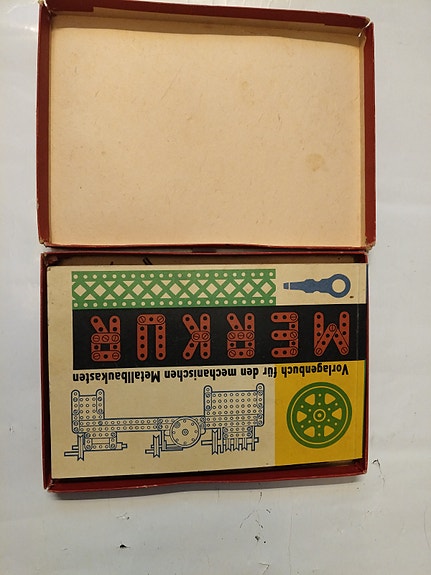 Vorlagenbuch für den mechanischen Metallbaukasten
MERKUR